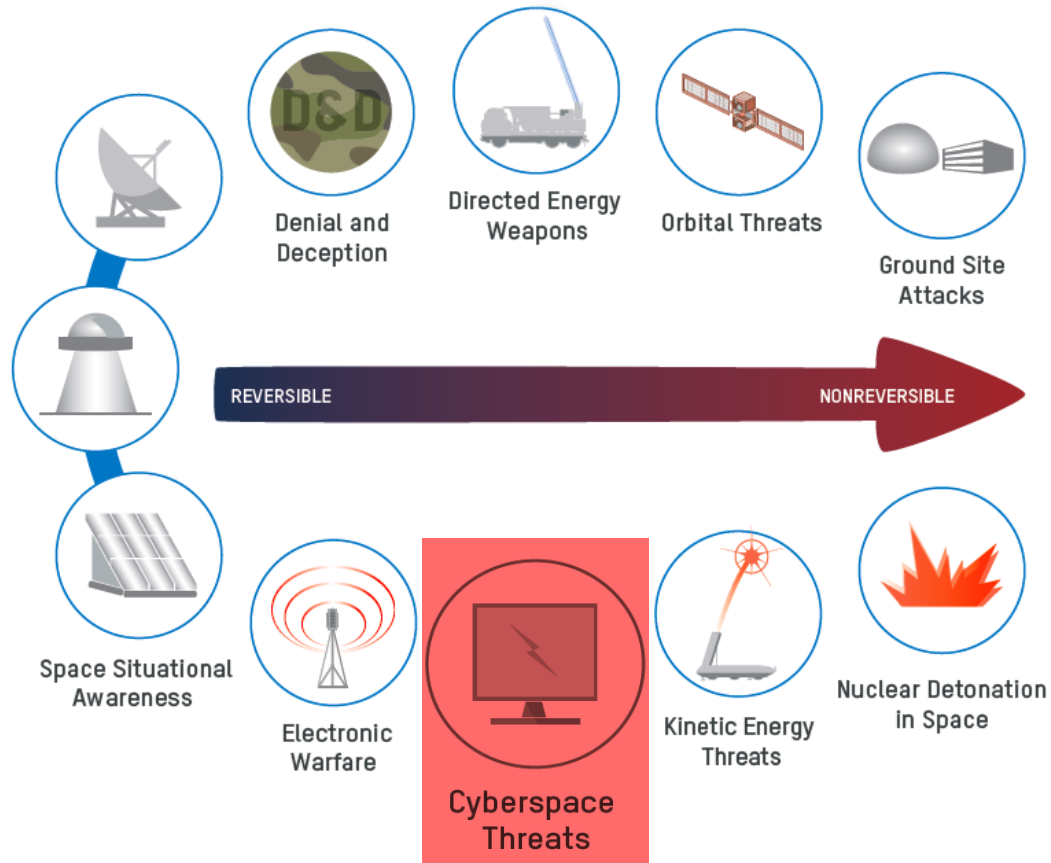 D&D
Denial and
Deception
Directed Energy
Weapons
Orbital Threats
Ground Site
Attacks
REVERSIBLE
NONREVERSIBLE
Space Situational
Awareness
Electronic
Warfare
Cyberspace
Threats
Kinetic Energy
Threats
Nuclear Detonation
in Space